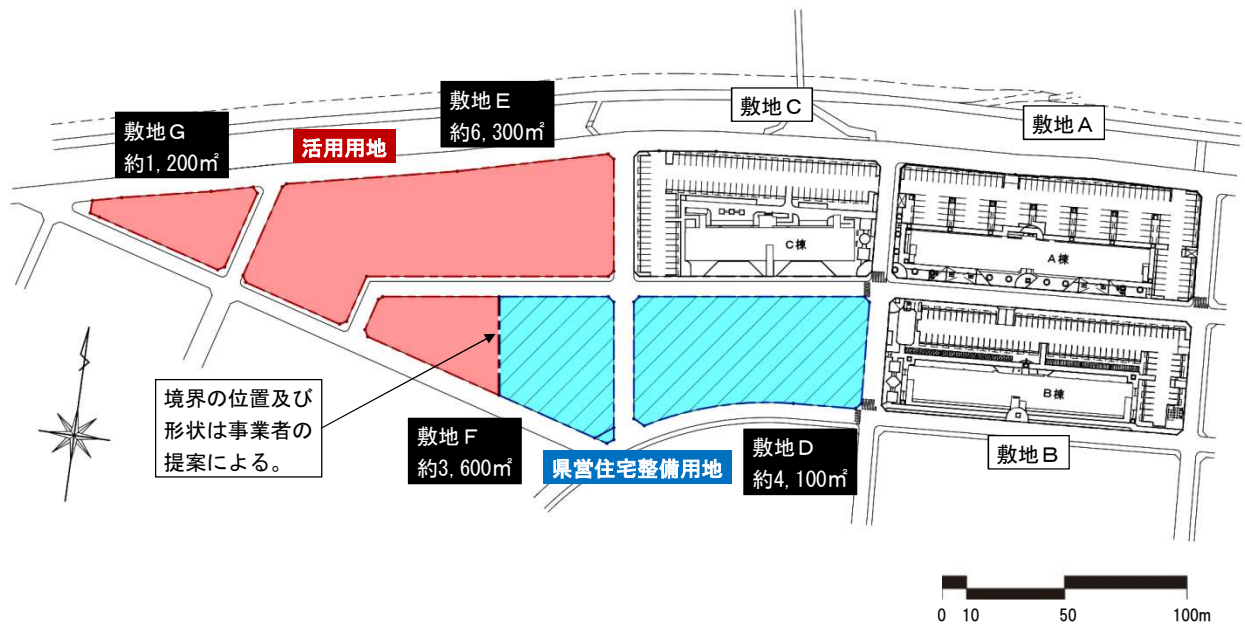 敷地G
約1,200㎡
活用用地
敷地E
約6,300㎡
敷地C
敷地A
C棟
A棟
B棟
境界の位置及び
形状は事業者の
提案による。
敷地F
約3,600㎡
県営住宅整備用地
敷地D
約4,100㎡
敷地B
0 10 50 100m